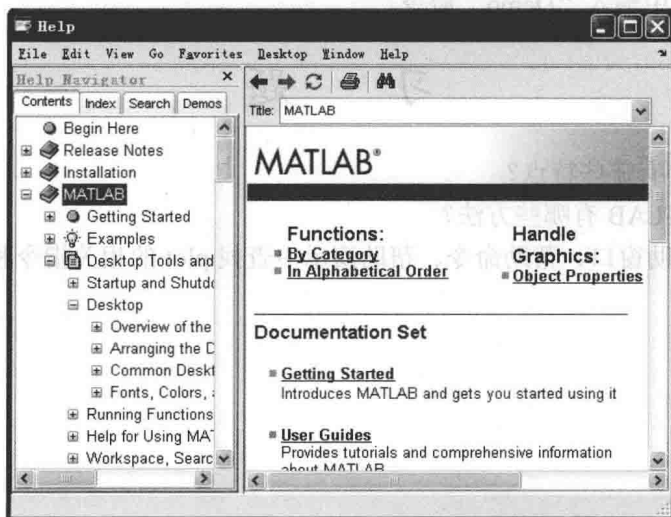 Help
File Edit View Go Favorites Desktop Window Help
Help Navigator
Contents Index Search Demos
Begin Here
Release Notes
Installation
MATLAB
Getting Started
Examples
Desktop Tools and
Startup and Shutd
Desktop
Overview of the
Arranging the D
Common Deskt
Fonts, Colors,
Running Functions
Help for Using MAT
Workspace, Searc
Title: MATLAB
MATLAB®
Functions:
By Category
In Alphabetical Order
Handle
Graphics:
Object Properties
Documentation Set
Getting Started
Introduces MATLAB and gets you started using it
User Guides
Provides tutorials and comprehensive information
about MATLAB